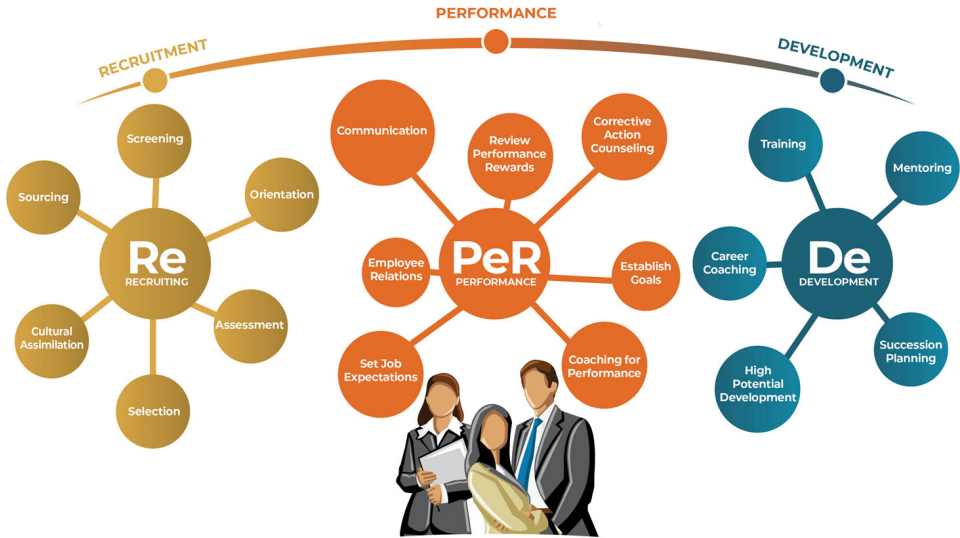 PERFORMANCE
RECRUITMENT
DEVELOPMENT
Screening
Sourcing
Orientation
Re
RECRUITING
Cultural
Assimilation
Assessment
Selection
Communication
Review
Performance
Rewards
Corrective
Action
Counseling
Employee
Relations
PeR
PERFORMANCE
Establish
Goals
Set Job
Expectations
Coaching for
Performance
Training
Mentoring
Career
Coaching
De
DEVELOPMENT
Succession
Planning
High
Potential
Development